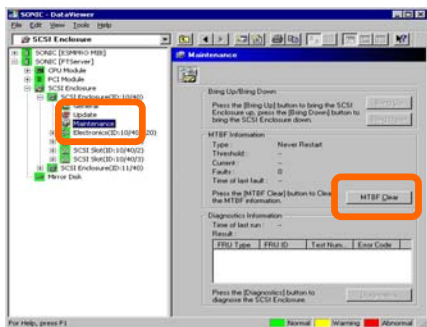 SONIC - DataViewer
File Edit View Tools Help
SCSI Enclosure
SONIC [ESMPRO MIB]
SONIC [FTServer]
CPU Module
PCI Module
SCSI Enclosure
SCSI Enclosure(ID:10/40)
General
Update
Maintenance
Electronics(ID:10/40/20)
SCSI Slot(ID:10/40/2)
SCSI Slot(ID:10/40/3)
SCSI Enclosure(ID:11/40)
Mirror Disk
Maintenance
Bring Up/Bring Down
Press the [Bring Up] button to bring the SCSI
Enclosure up, press the [Bring Down] button to
bring the SCSI Enclosure down.
Bring Up
Bring Down
MTBF Information
Type : Never Restart
Threshold : --
Current : --
Faults : 0
Time of last fault : --
Press the [MTBF Clear] button to Clear
the MTBF information.
MTBF Clear
Diagnostics Information
Time of last run : --
Result :
FRU Type FRU ID Test Num... Error Code
Press the [Diagnostics] button to
diagnose the SCSI Enclosure.
Diagnostics
For Help, press F1
Normal Warning Abnormal